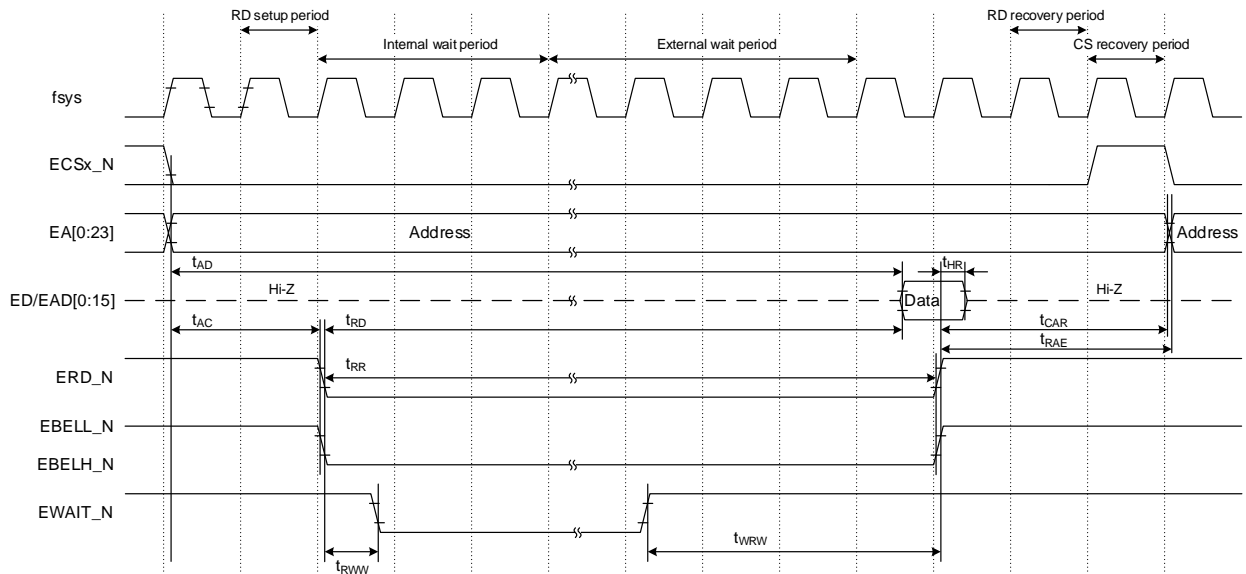 RD setup period
RD recovery period
Internal wait period
External wait period
CS recovery period
fsys
ECSx_N
EA[0:23]
Address
Address
tAD
tHR
ED/EAD[0:15]
Hi-Z
Data
Hi-Z
tAC
tRD
tCAR
tRAE
ERD_N
tRR
EBELL_N
EBELH_N
EWAIT_N
tRWW
tWRW